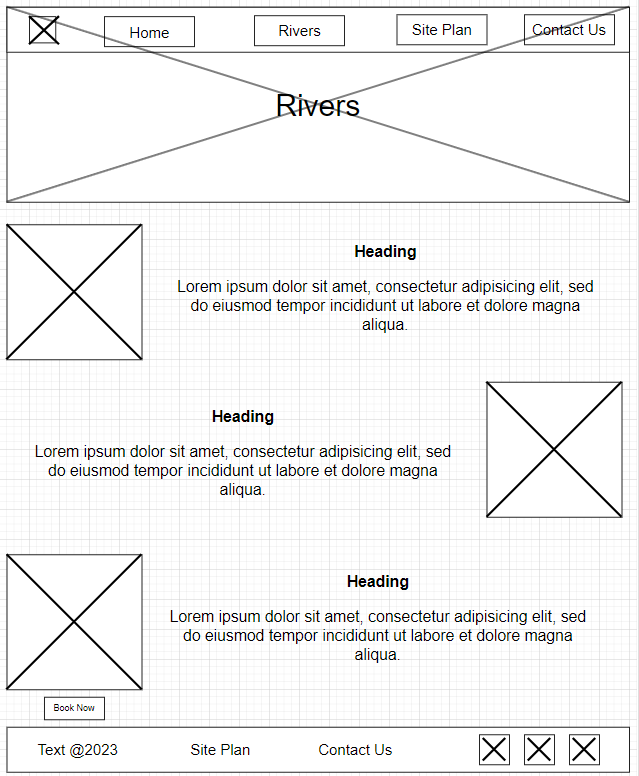 Home
Rivers
Site Plan
Contact Us
Rivers
Heading
Lorem ipsum dolor sit amet, consectetur adipisicing elit, sed
do eiusmod tempor incididunt ut labore et dolore magna
aliqua.
Heading
Lorem ipsum dolor sit amet, consectetur adipisicing elit, sed
do eiusmod tempor incididunt ut labore et dolore magna
aliqua.
Heading
Lorem ipsum dolor sit amet, consectetur adipisicing elit, sed
do eiusmod tempor incididunt ut labore et dolore magna
aliqua.
Book Now
Text @2023
Site Plan
Contact Us